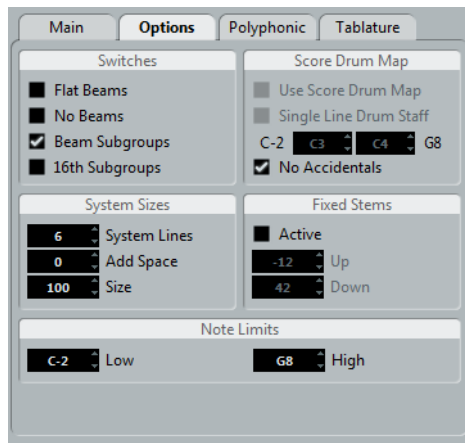 Main Options Polyphonic Tablature
Switches
Flat Beams
No Beams
Beam Subgroups
16th Subgroups
Score Drum Map
Use Score Drum Map
Single Line Drum Staff
C-2 C3 C4 G8
No Accidentals
System Sizes
6 System Lines
0 Add Space
100 Size
Fixed Stems
Active
-12 Up
42 Down
Note Limits
C-2 Low G8 High